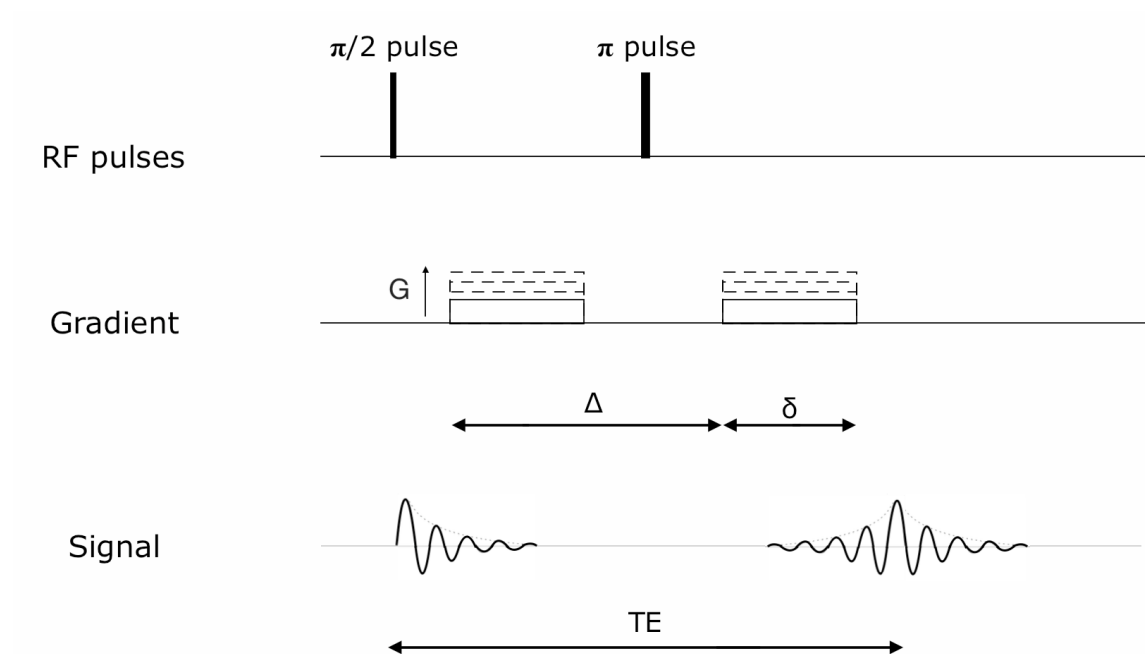 π/2 pulse
π pulse
RF pulses
G
Gradient
Δ
δ
Signal
TE